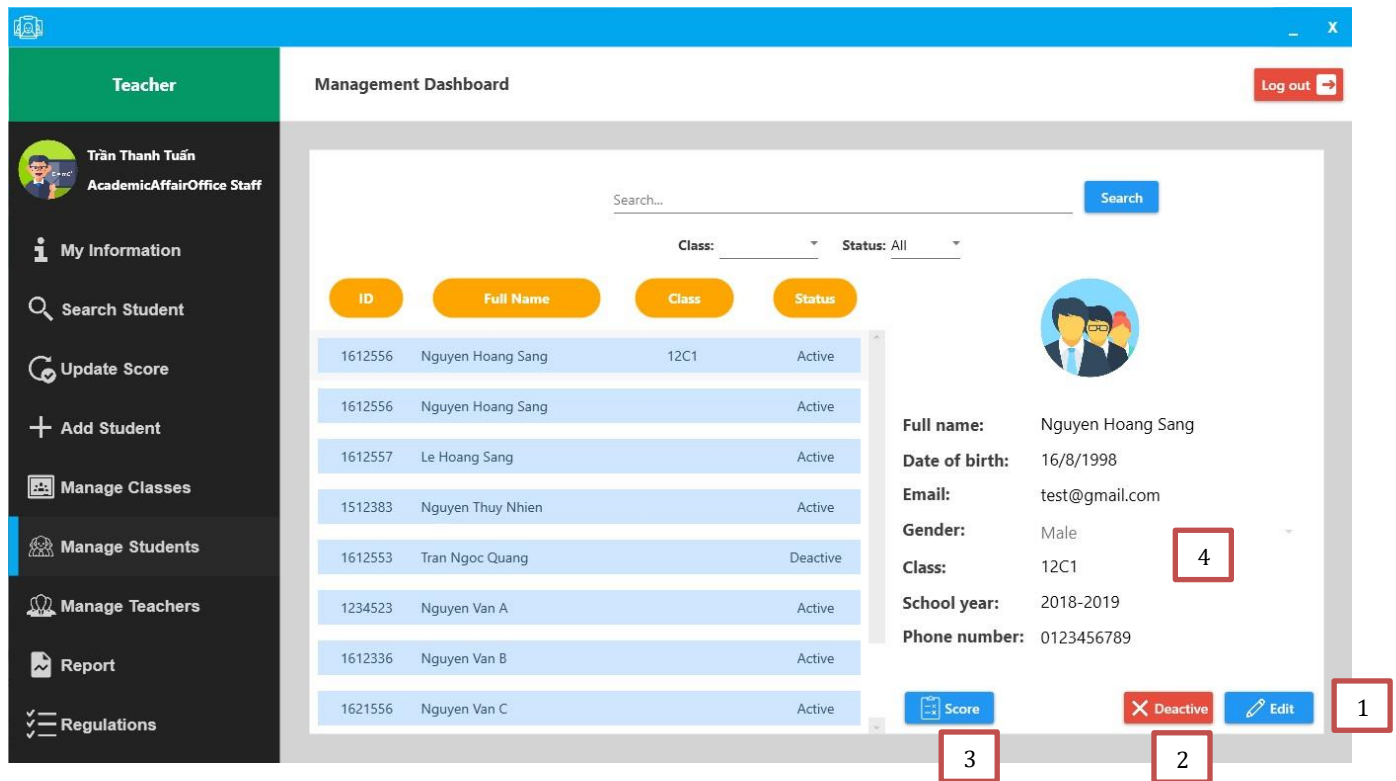 _ X
Teacher
Management Dashboard
Log out
Trần Thanh Tuấn
AcademicAffairOffice Staff
My Information
Search Student
Update Score
Add Student
Manage Classes
Manage Students
Manage Teachers
Report
Regulations
Search... Search
Class: Status: All
ID Full Name Class Status
1612556 Nguyen Hoang Sang 12C1 Active
1612556 Nguyen Hoang Sang Active
1612557 Le Hoang Sang Active
1512383 Nguyen Thuy Nhien Active
1612553 Tran Ngoc Quang Deactive
1234523 Nguyen Van A Active
1612336 Nguyen Van B Active
1621556 Nguyen Van C Active
Full name: Nguyen Hoang Sang
Date of birth: 16/8/1998
Email: test@gmail.com
Gender: Male
4
Class: 12C1
School year: 2018-2019
Phone number: 0123456789
Score Deactive Edit 1
3 2